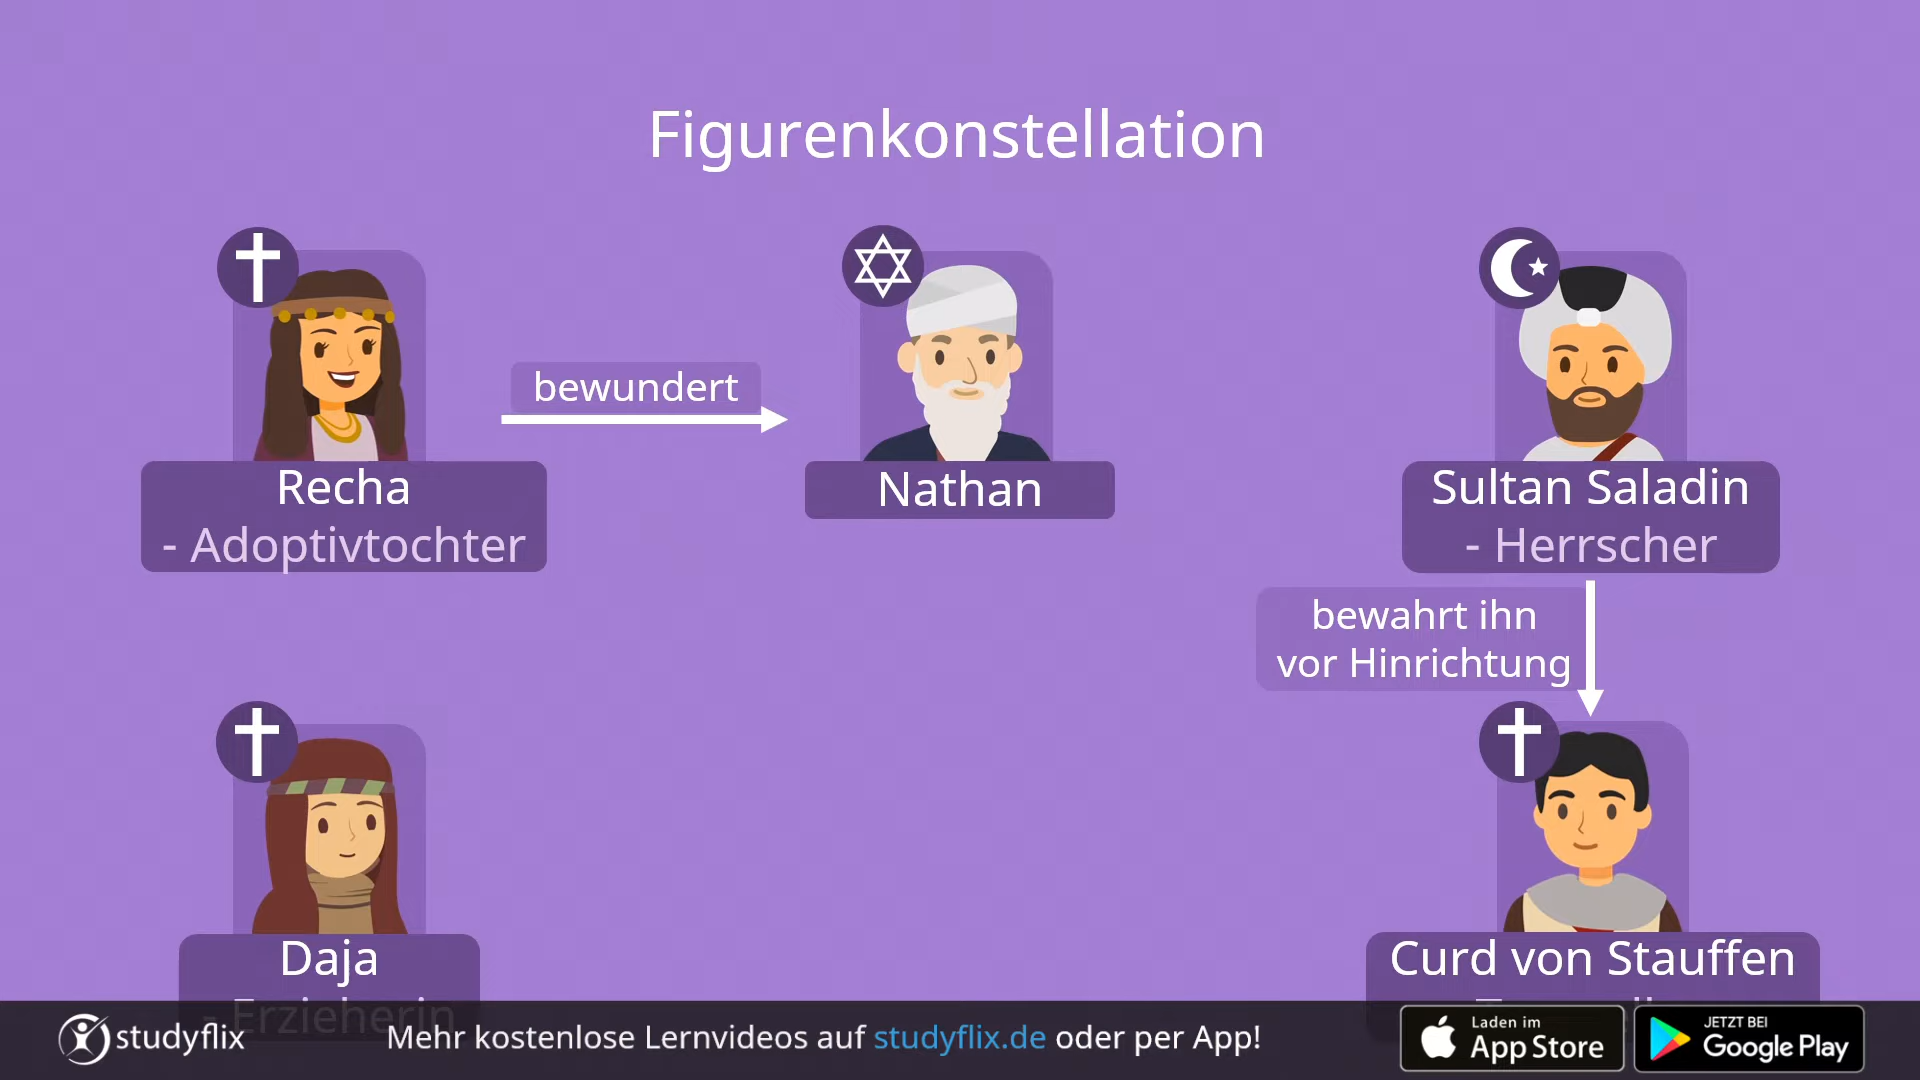 Figurenkonstellation
bewundert
Recha
- Adoptivtochter
Nathan
Sultan Saladin
- Herrscher
bewahrt ihn
vor Hinrichtung
Daja
- Erzieherin
Curd von Stauffen
studyflix
Mehr kostenlose Lernvideos auf studyflix.de oder per App!
Laden im
App Store
JETZT BEI
Google Play